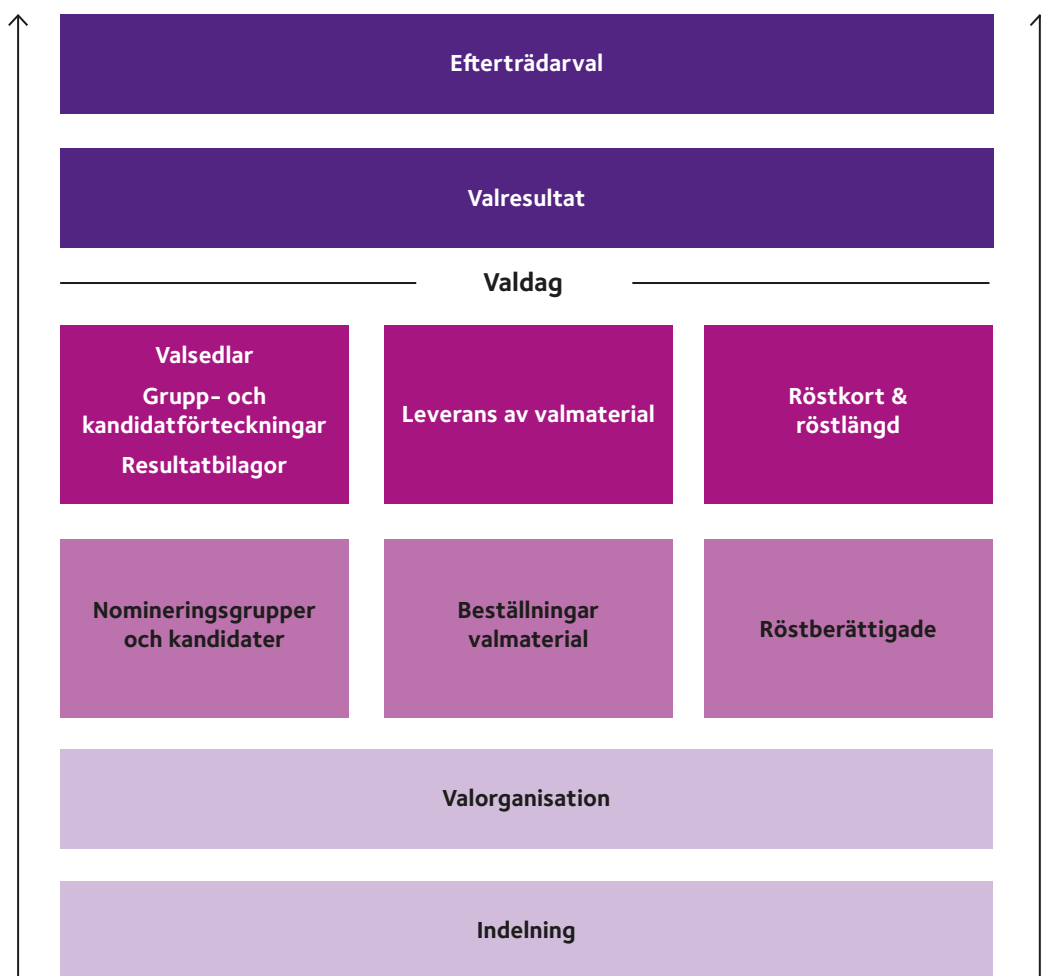 Efterträdarval
Valresultat
Valdag
Valsedlar
Grupp- och
kandidatförteckningar
Resultatbilagor
Leverans av valmaterial
Röstkort &
röstlängd
Nomineringsgrupper
och kandidater
Beställningar
valmaterial
Röstberättigade
Valorganisation
Indelning